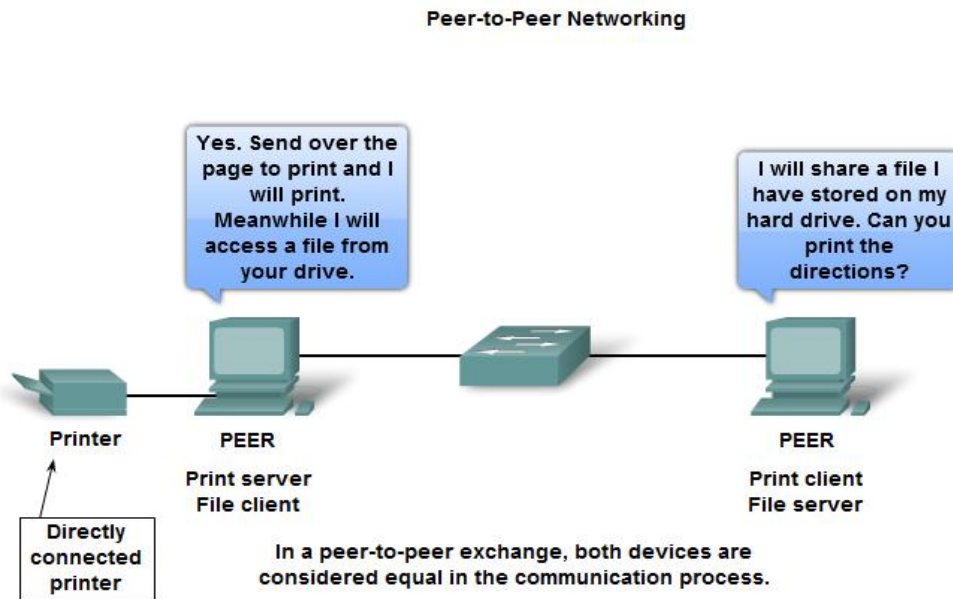 Peer-to-Peer Networking
Yes. Send over the
page to print and I
will print.
Meanwhile I will
access a file from
your drive.
I will share a file I
have stored on my
hard drive. Can you
print the
directions?
Printer
PEER
PEER
Print server
File client
Print client
File server
Directly
connected
printer
In a peer-to-peer exchange, both devices are
considered equal in the communication process.